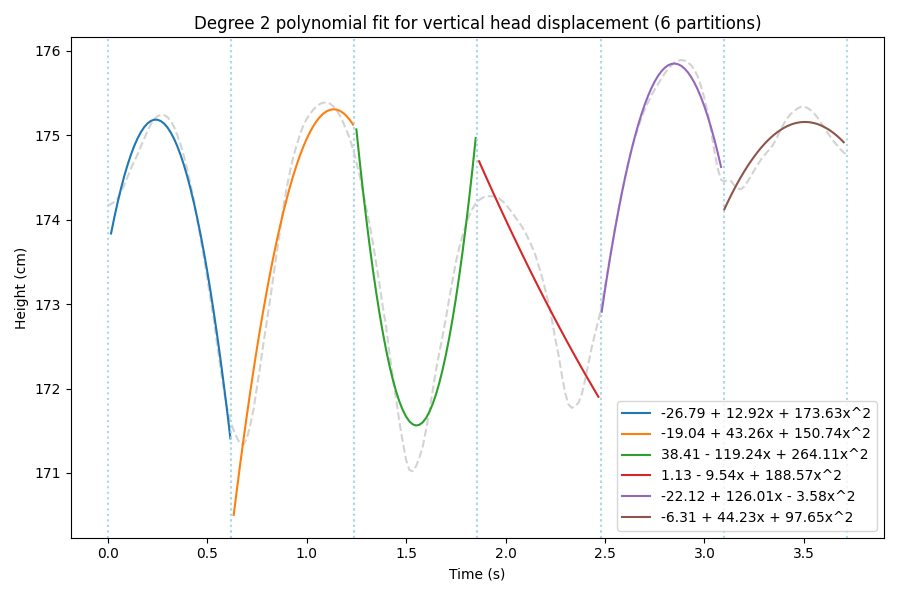 Degree 2 polynomial fit for vertical head displacement (6 partitions)
176
175
174
173
172
171
Height (cm)
0.0 0.5 1.0 1.5 2.0 2.5 3.0 3.5
Time (s)
-26.79 + 12.92x + 173.63x^2
-19.04 + 43.26x + 150.74x^2
38.41 - 119.24x + 264.11x^2
1.13 - 9.54x + 188.57x^2
-22.12 + 126.01x - 3.58x^2
-6.31 + 44.23x + 97.65x^2